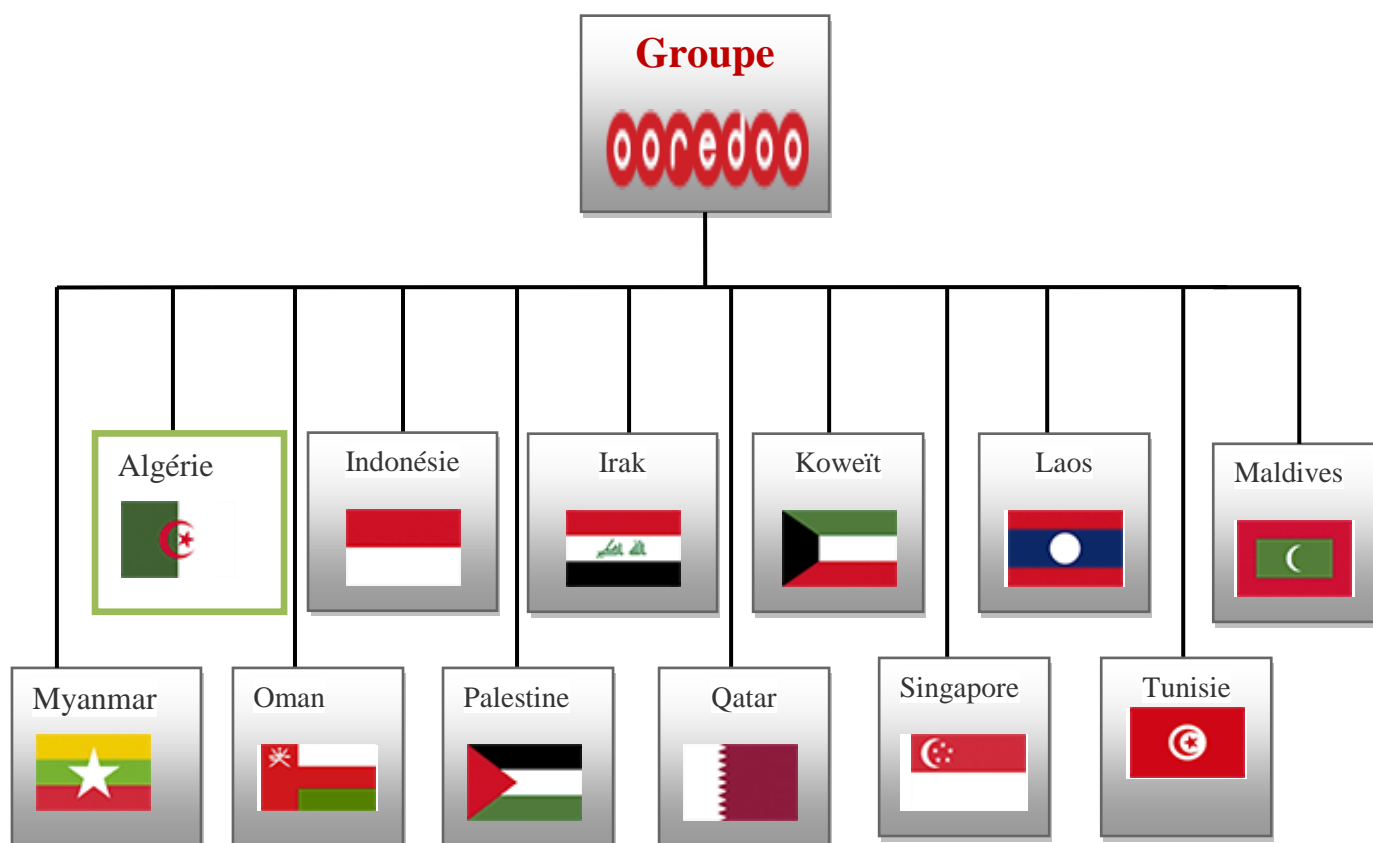 Groupe
ooredoo
Algérie
Indonésie
Irak
Koweït
Laos
Maldives
Myanmar
Oman
Palestine
Qatar
Singapore
Tunisie